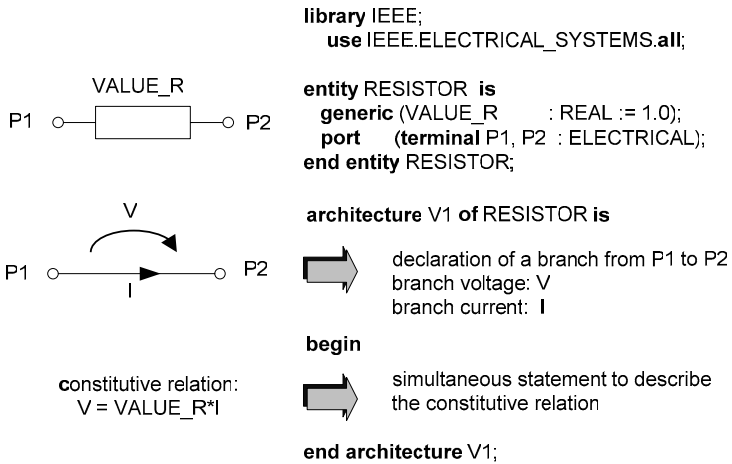 library IEEE;
use IEEE.ELECTRICAL_SYSTEMS.all;
VALUE_R
P1
P2
entity RESISTOR is
generic (VALUE_R : REAL := 1.0);
port (terminal P1, P2 : ELECTRICAL);
end entity RESISTOR;
V
P1
P2
I
architecture V1 of RESISTOR is
declaration of a branch from P1 to P2
branch voltage: V
branch current: I
begin
constitutive relation:
V = VALUE_R*I
simultaneous statement to describe
the constitutive relation
end architecture V1;